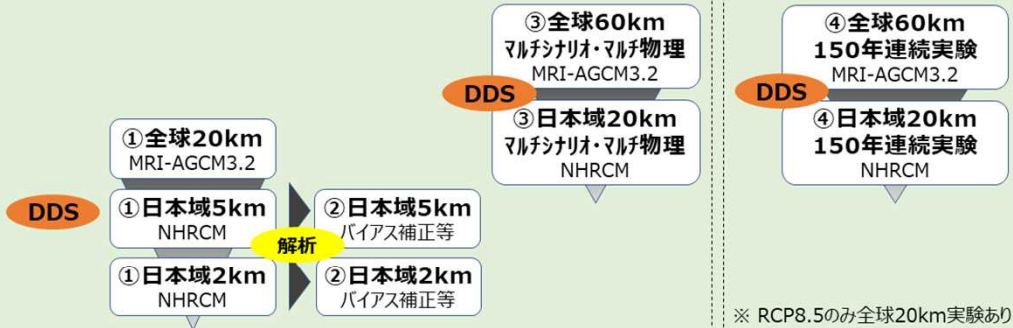 ①全球20km
MRI-AGCM3.2
DDS
①日本域5km
NHRCM
①日本域2km
NHRCM
解析
②日本域5km
バイアス補正等
②日本域2km
バイアス補正等
③全球60km
マルチシナリオ・マルチ物理
MRI-AGCM3.2
DDS
③日本域20km
マルチシナリオ・マルチ物理
NHRCM
④全球60km
150年連続実験
MRI-AGCM3.2
DDS
④日本域20km
150年連続実験
NHRCM
※ RCP8.5のみ全球20km実験あり